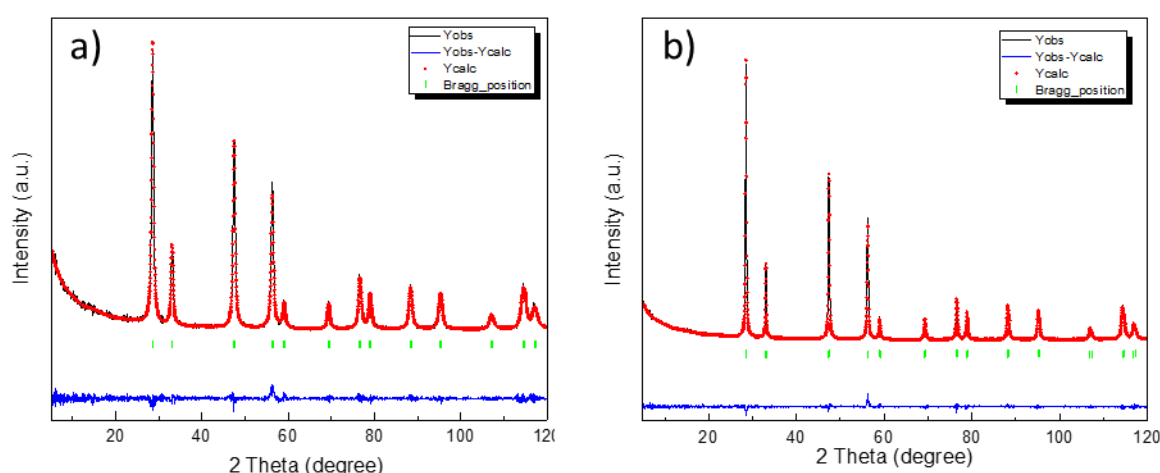 a)
Yobs
Yobs-Ycalc
Ycalc
Bragg_position
Intensity (a.u.)
20 40 60 80 100 120
2 Theta (degree)
b)
Yobs
Yobs-Ycalc
Ycalc
Bragg_position
Intensity (a.u.)
20 40 60 80 100 120
2 Theta (degree)